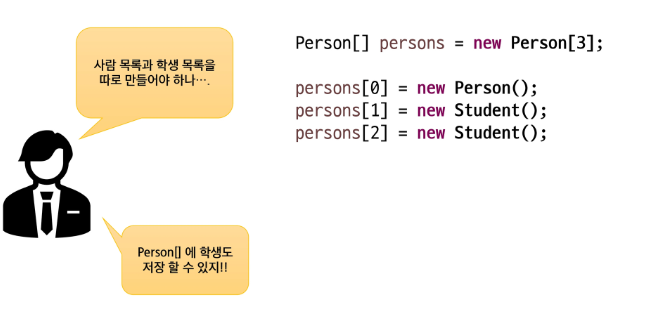 사람 목록과 학생 목록을
따로 만들어야 하나….
Person[] persons = new Person[3];
persons[0] = new Person();
persons[1] = new Student();
persons[2] = new Student();
Person[] 에 학생도
저장 할 수 있지!!